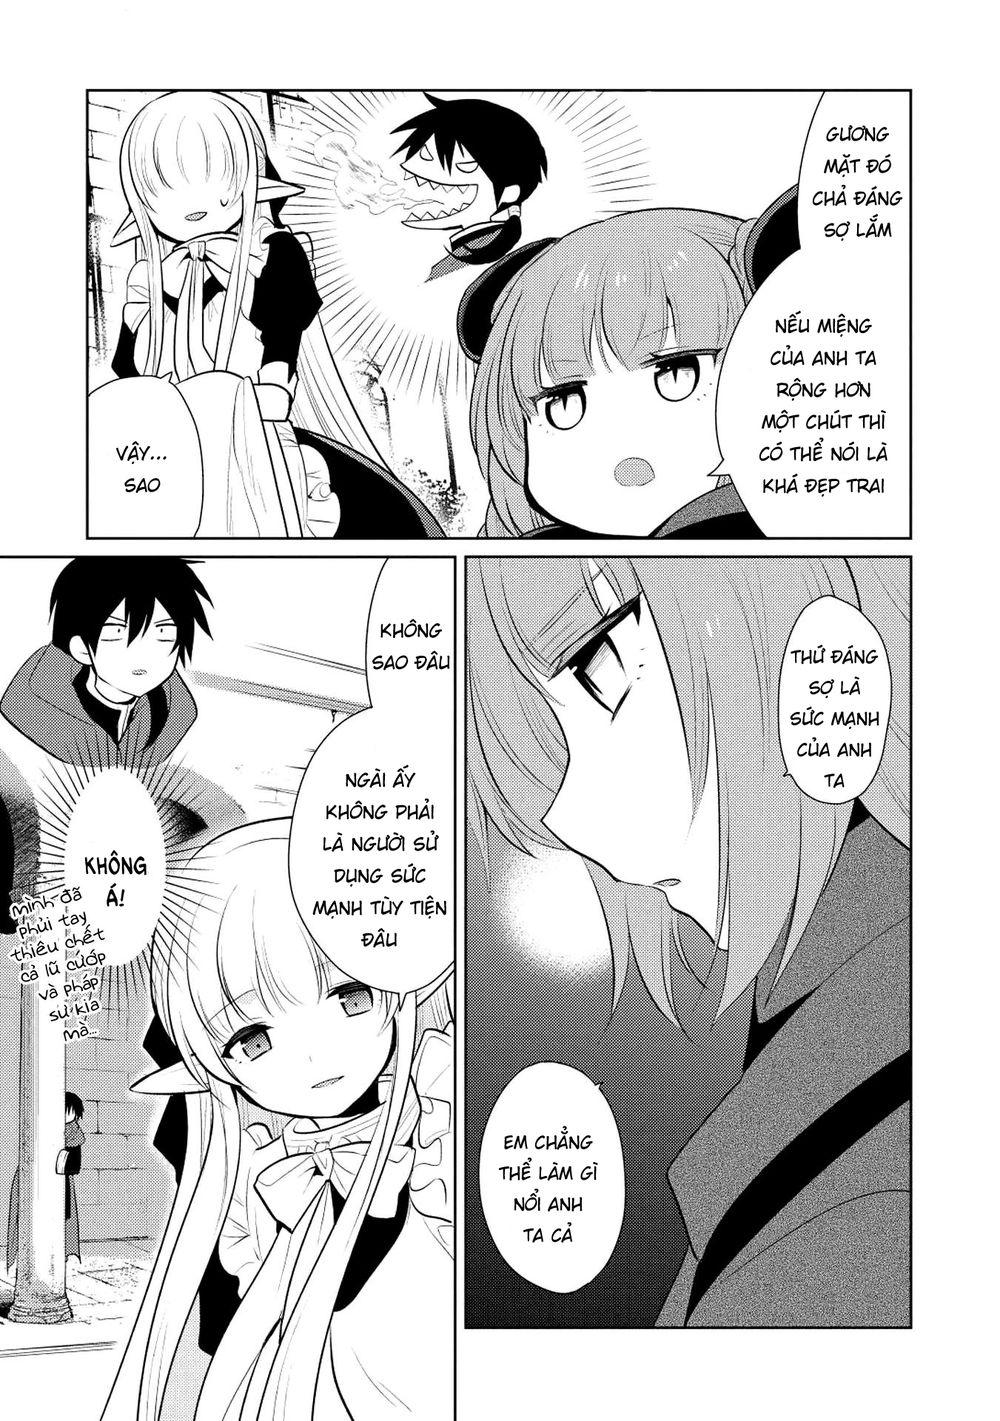 GƯƠNG
MẶT ĐÓ
CHẢ ĐÁNG
SỢ LẮM
NẾU MIỆNG
CỦA ANH TA
RỘNG HƠN
MỘT CHÚT THÌ
CÓ THỂ NÓI LÀ
KHÁ ĐẸP TRAI
VẬY...
SAO
THỨ ĐÁNG
SỢ LÀ
SỨC MẠNH
CỦA ANH
TA
EM CHẲNG
THỂ LÀM GÌ
NỔI ANH
TA CẢ
KHÔNG
SAO ĐÂU
NGÀI ẤY
KHÔNG PHẢI
LÀ NGƯỜI SỬ
DỤNG SỨC
MẠNH TÙY TIỆN
ĐÂU
KHÔNG
Á!
mình đã
phủi tay
thiêu chết
cả lũ cướp
và pháp
sư kia
mà...